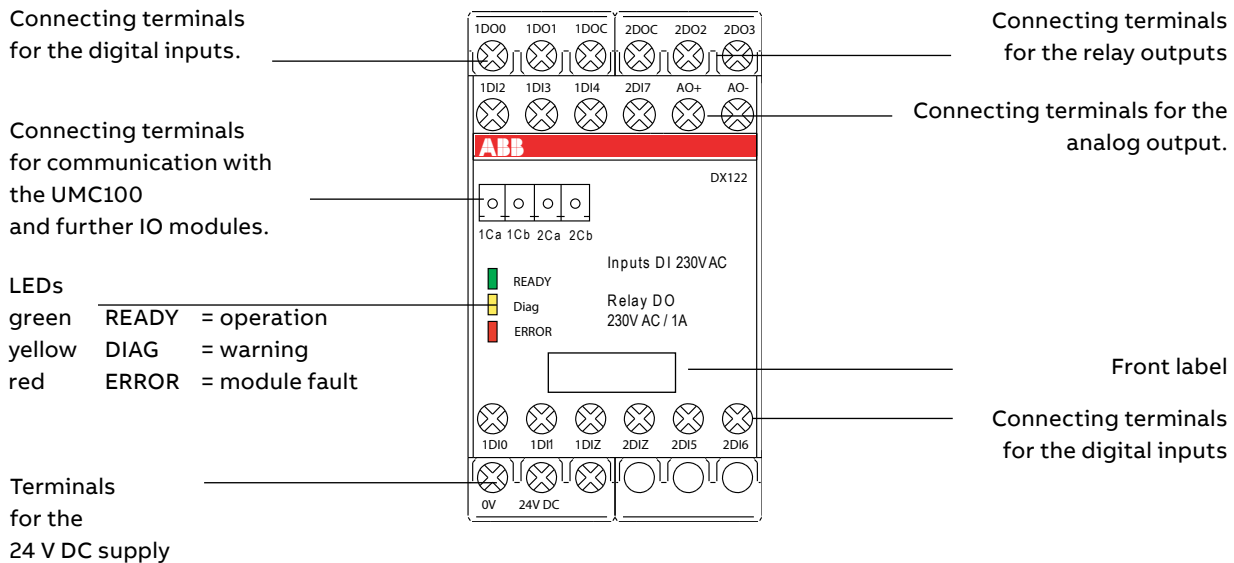 Connecting terminals
for the digital inputs.
Connecting terminals
for communication with
the UMC100
and further IO modules.
LEDs
green READY = operation
yellow DIAG = warning
red ERROR = module fault
Terminals
for the
24 V DC supply
1DO0 1DO1 1DOC 2DOC 2DO2 2DO3
1DI2 1DI3 1DI4 2DI7 AO+ AO-
ABB
DX122
1Ca 1Cb 2Ca 2Cb
Inputs DI 230VAC
READY
Diag
ERROR
Relay DO
230V AC / 1A
1DI0 1DI1 1DIZ 2DIZ 2DI5 2DI6
0V 24V DC
Connecting terminals
for the relay outputs
Connecting terminals for the
analog output.
Front label
Connecting terminals
for the digital inputs